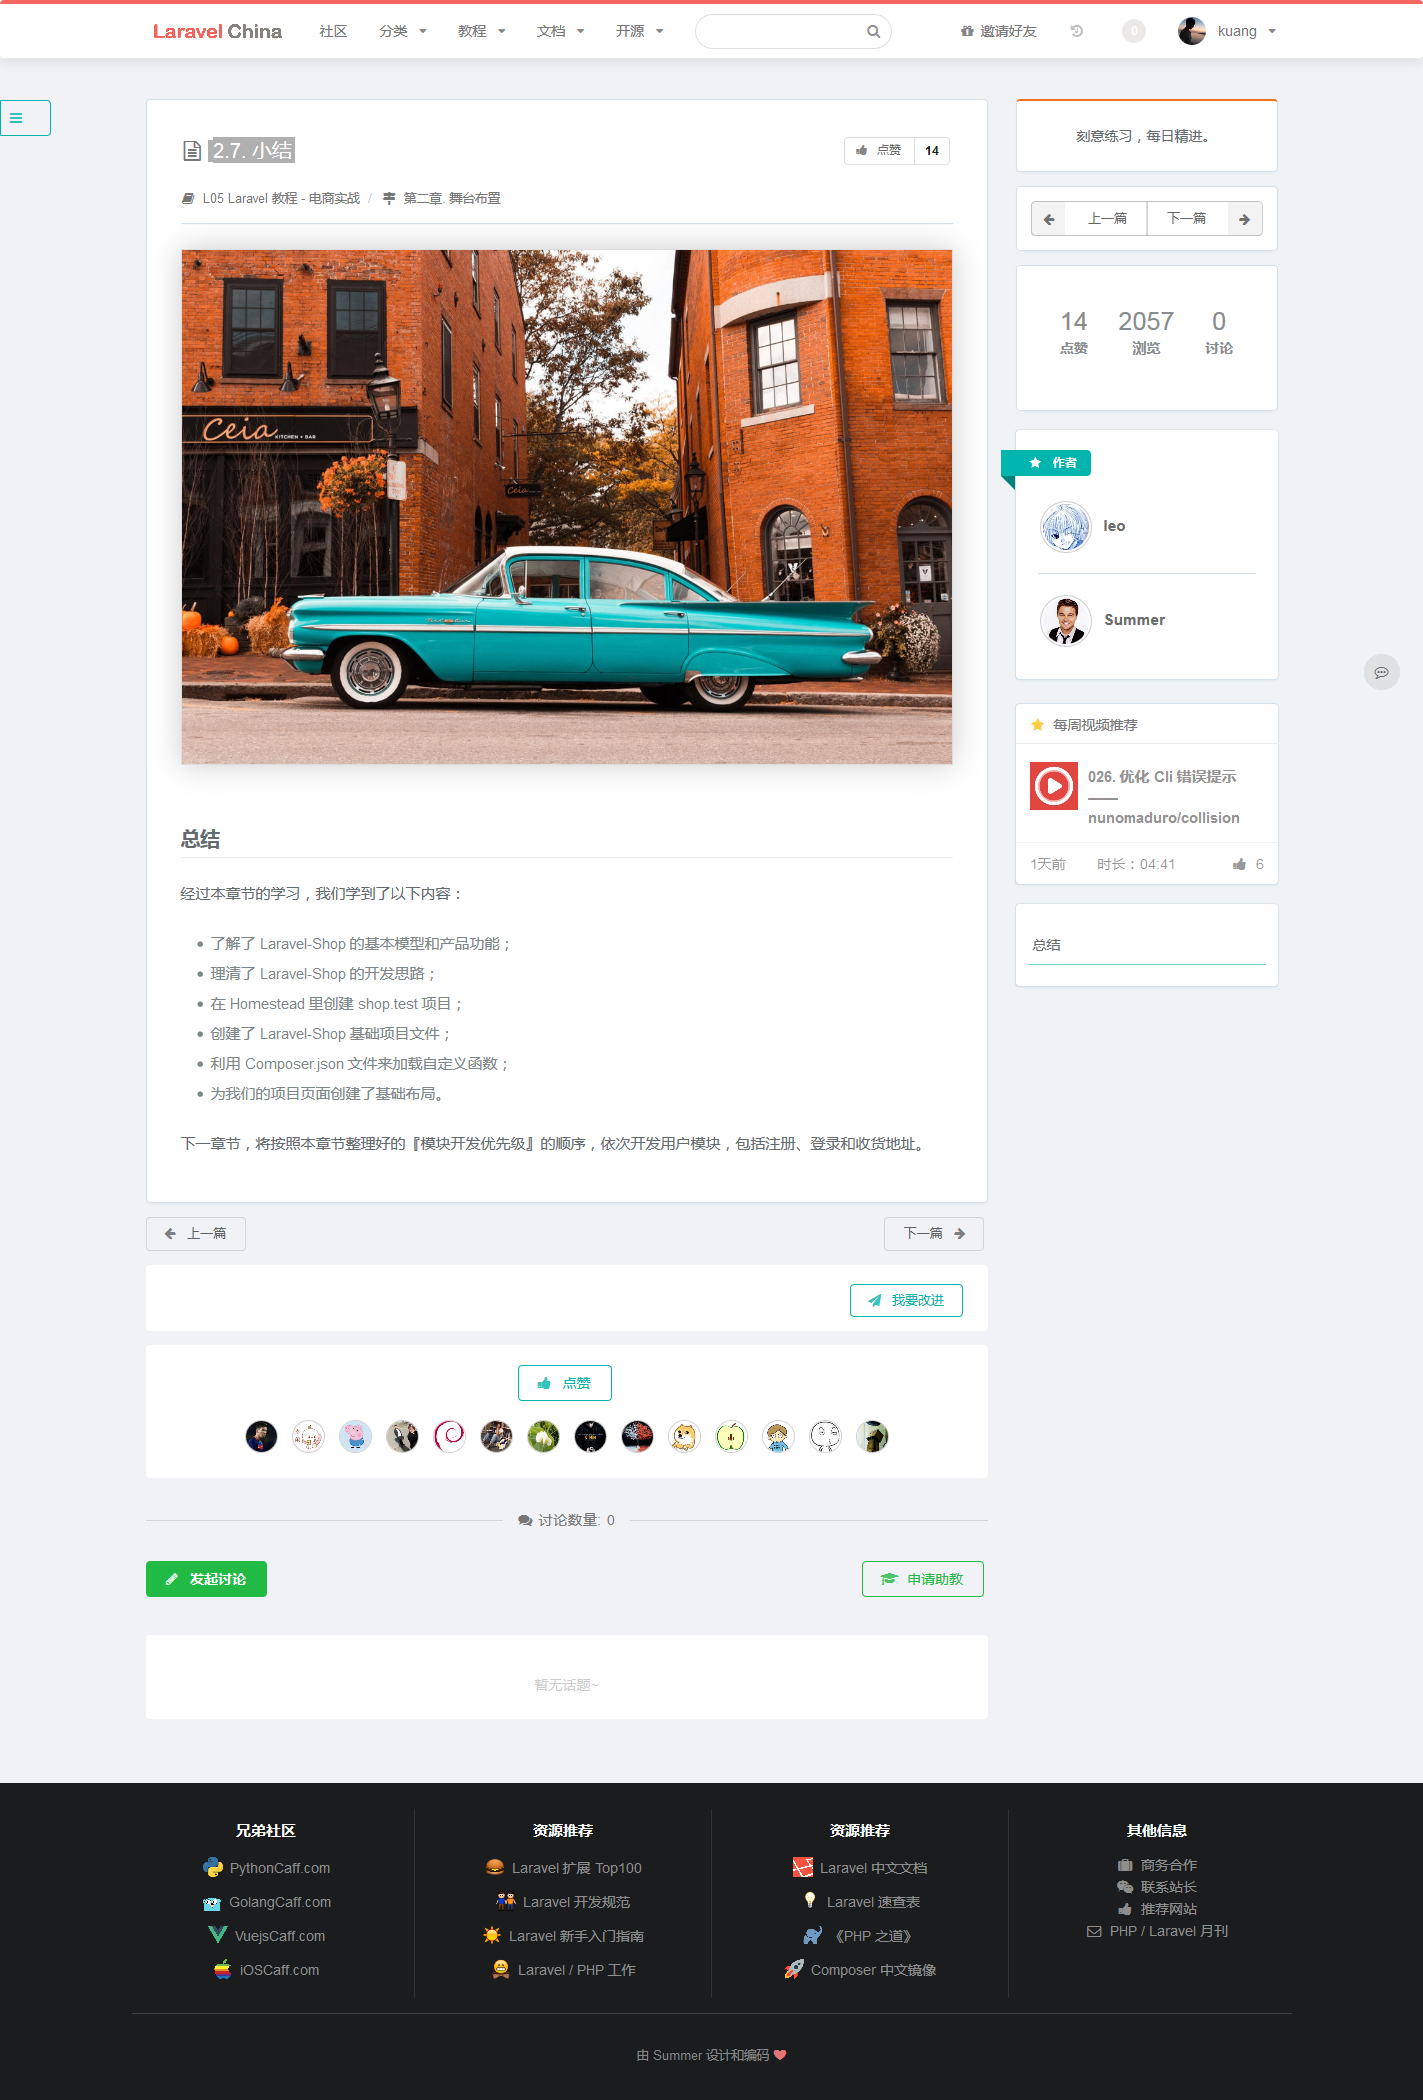 Laravel China 社区 分类 教程 文档 开源 邀请好友 0 kuang
2.7. 小结
点赞 14
L05 Laravel 教程 - 电商实战 / 第二章. 舞台布置
Ceia KITCHEN + BAR
Ceia
总结
经过本章节的学习，我们学到了以下内容：
了解了 Laravel-Shop 的基本模型和产品功能；
理清了 Laravel-Shop 的开发思路；
在 Homestead 里创建 shop.test 项目；
创建了 Laravel-Shop 基础项目文件；
利用 Composer.json 文件来加载自定义函数；
为我们的项目页面创建了基础布局。
下一章节，将按照本章节整理好的『模块开发优先级』的顺序，依次开发用户模块，包括注册、登录和收货地址。
上一篇 下一篇
我要改进
点赞
讨论数量: 0
发起讨论 申请助教
暂无话题~
刻意练习，每日精进。
上一篇 下一篇
14 2057 0
点赞 浏览 讨论
作者
leo
Summer
每周视频推荐
026. 优化 Cli 错误提示
——
nunomaduro/collision
1天前 时长：04:41 6
总结
兄弟社区
PythonCaff.com
GolangCaff.com
VuejsCaff.com
iOSCaff.com
资源推荐
Laravel 扩展 Top100
Laravel 开发规范
Laravel 新手入门指南
Laravel / PHP 工作
资源推荐
Laravel 中文文档
Laravel 速查表
《PHP 之道》
Composer 中文镜像
其他信息
商务合作
联系站长
推荐网站
PHP / Laravel 月刊
由 Summer 设计和编码